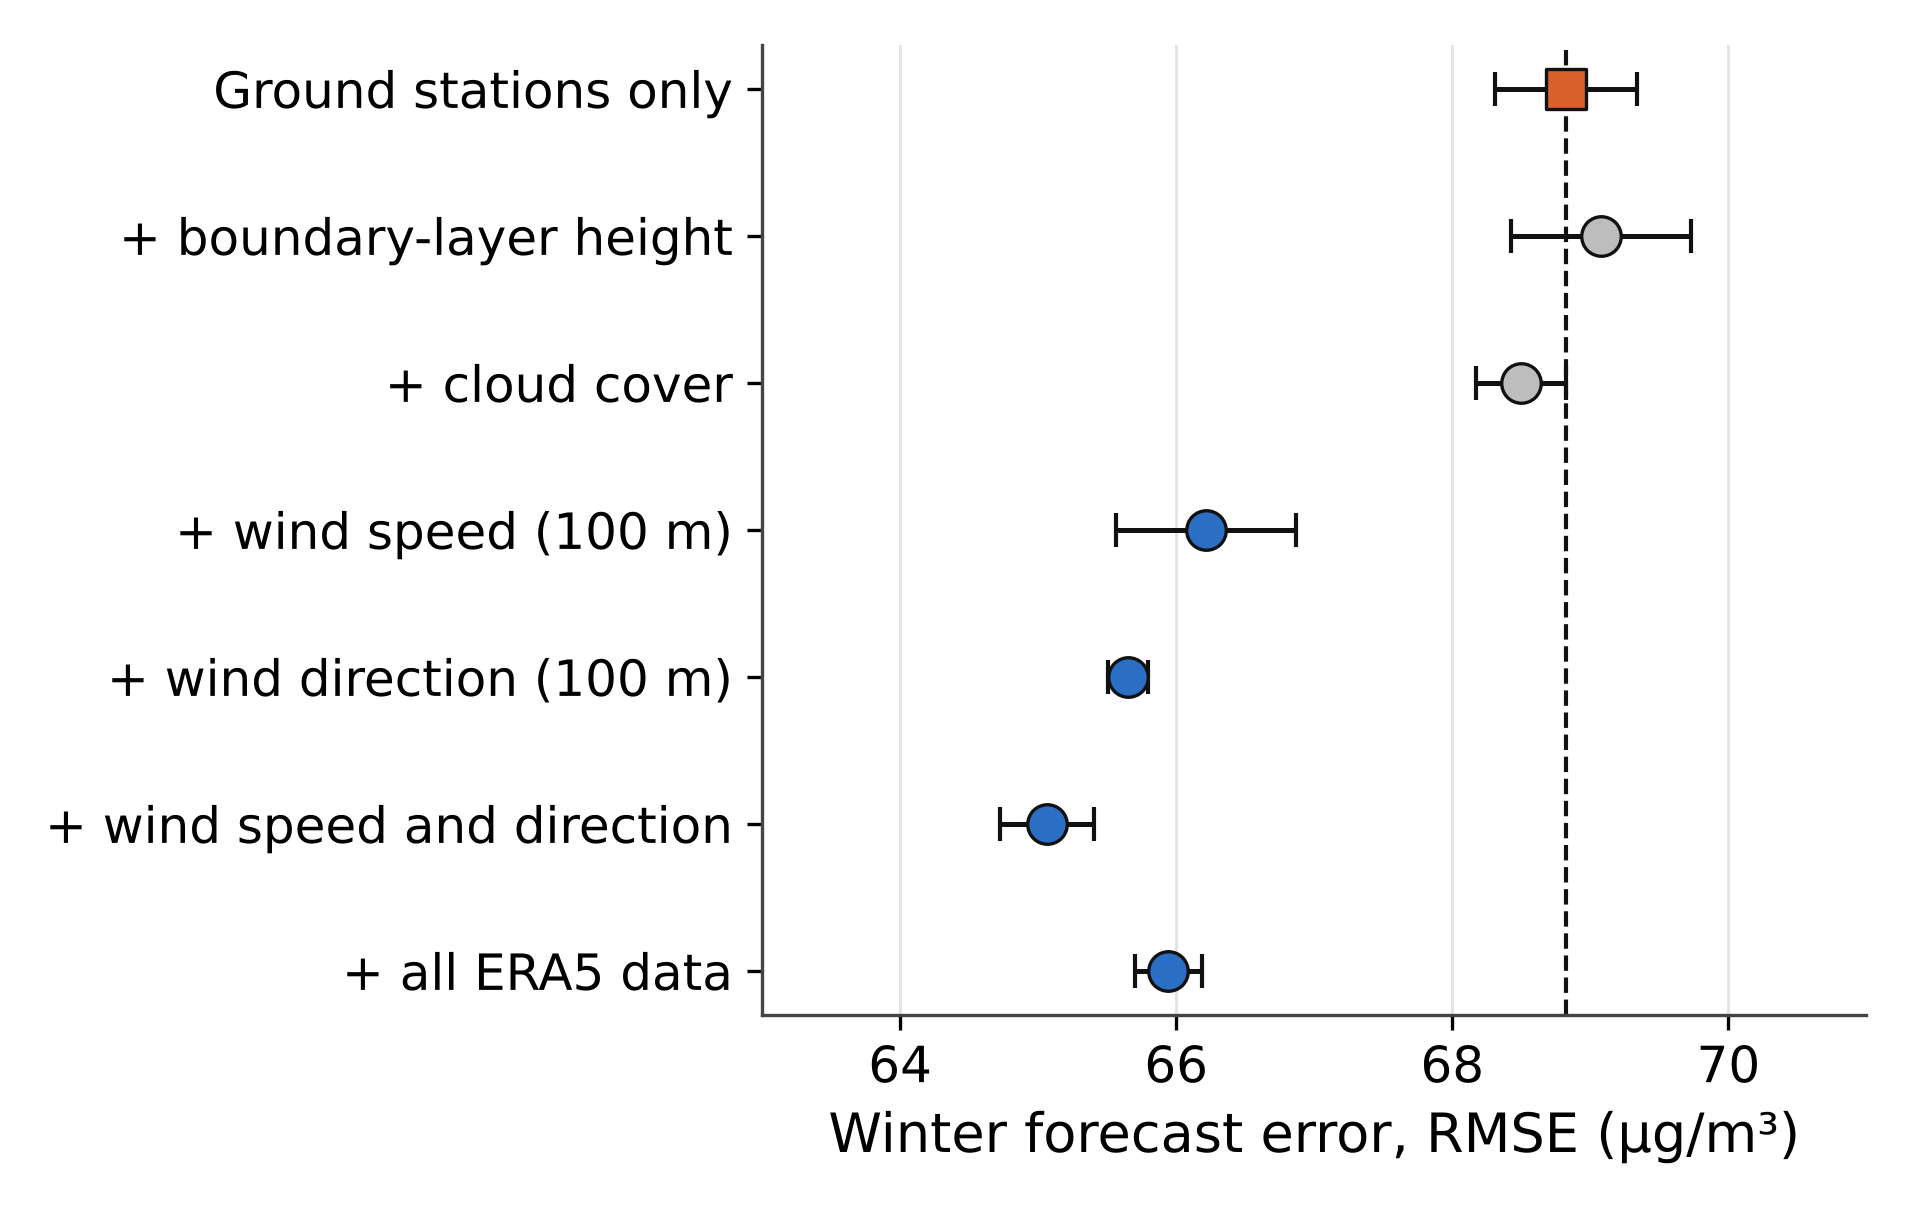 Ground stations only
+ boundary-layer height
+ cloud cover
+ wind speed (100 m)
+ wind direction (100 m)
+ wind speed and direction
+ all ERA5 data
64 66 68 70
Winter forecast error, RMSE (µg/m³)